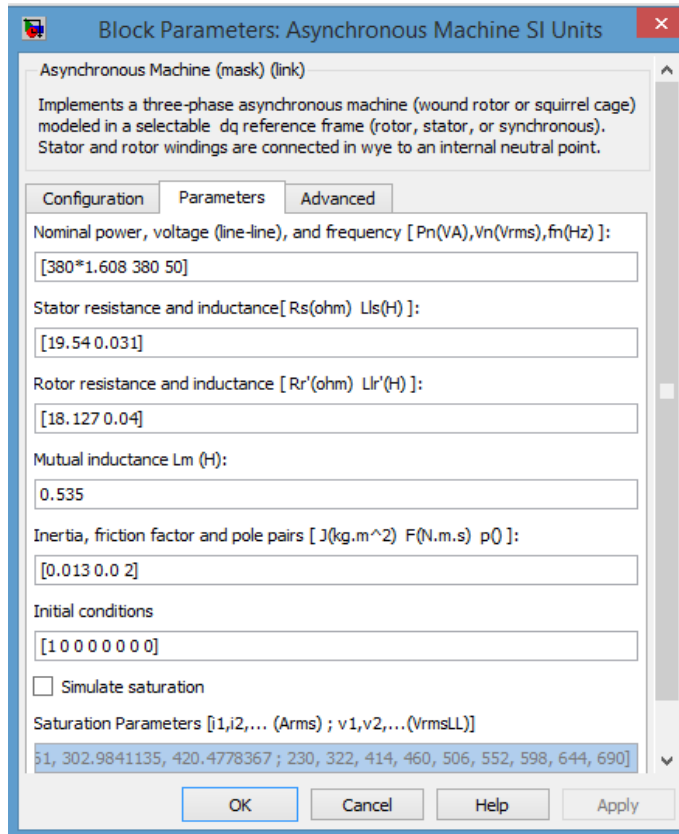 Block Parameters: Asynchronous Machine SI Units
Asynchronous Machine (mask) (link)
Implements a three-phase asynchronous machine (wound rotor or squirrel cage)
modeled in a selectable dq reference frame (rotor, stator, or synchronous).
Stator and rotor windings are connected in wye to an internal neutral point.
Configuration Parameters Advanced
Nominal power, voltage (line-line), and frequency [ Pn(VA),Vn(Vrms),fn(Hz) ]:
[380*1.608 380 50]
Stator resistance and inductance[ Rs(ohm) Lls(H) ]:
[19.54 0.031]
Rotor resistance and inductance [ Rr'(ohm) Llr'(H) ]:
[18.127 0.04]
Mutual inductance Lm (H):
0.535
Inertia, friction factor and pole pairs [ J(kg.m^2) F(N.m.s) p() ]:
[0.013 0.0 2]
Initial conditions
[1 0 0 0 0 0 0 0]
Simulate saturation
Saturation Parameters [i1,i2,... (Arms) ; v1,v2,...(VrmsLL)]
51, 302.9841135, 420.4778367 ; 230, 322, 414, 460, 506, 552, 598, 644, 690]
OK Cancel Help Apply